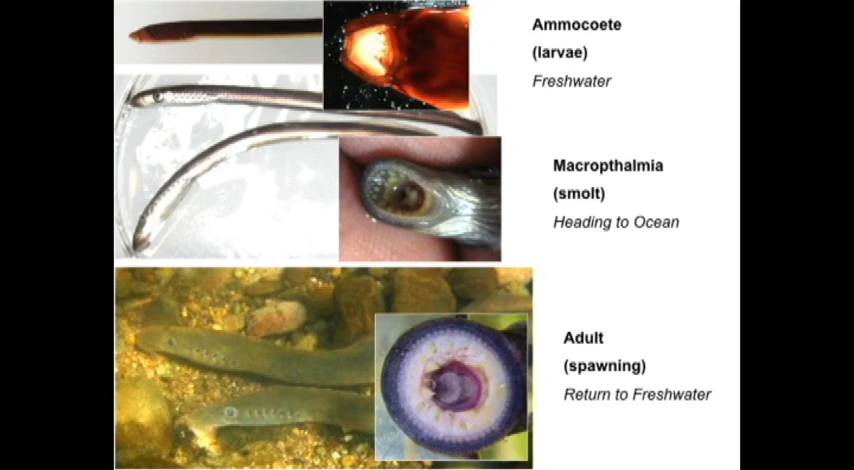 Ammocoete
(larvae)
Freshwater
Macropthalmia
(smolt)
Heading to Ocean
Adult
(spawning)
Return to Freshwater